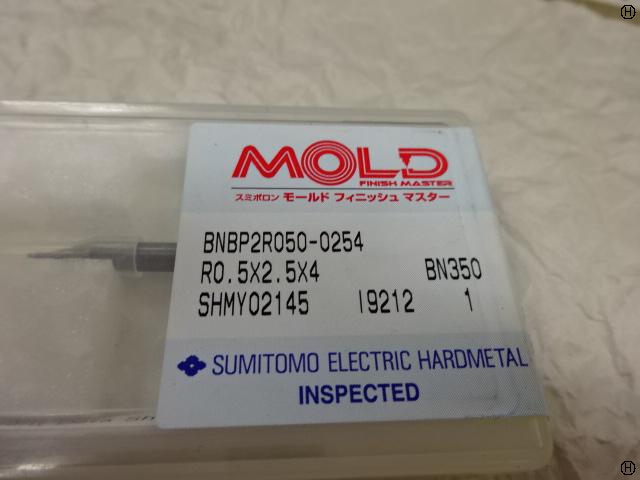 MOLD
FINISH MASTER
スミボロン モールド フィニッシュ マスター
BNBP2R050-0254
R0.5X2.5X4 BN350
SHMY02145 I9212 1
SUMITOMO ELECTRIC HARDMETAL
INSPECTED
H
H